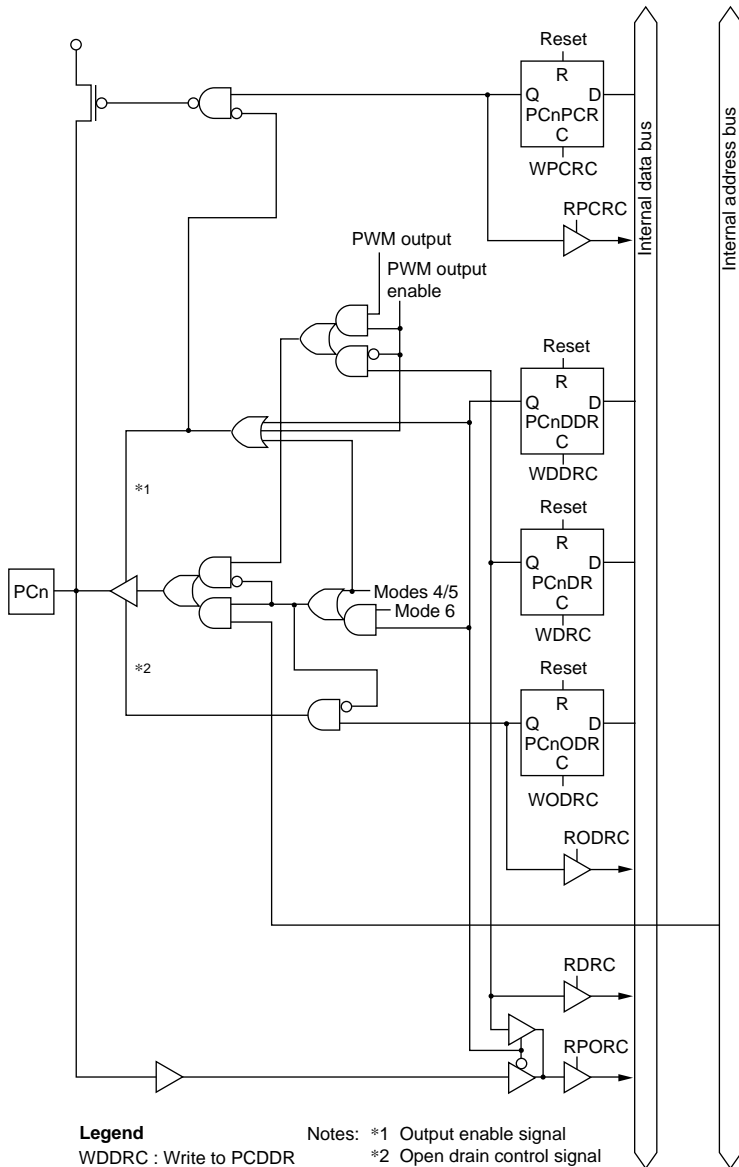 Reset
R
Q D
PCnPCR
C
WPCRC
RPCRC
Internal data bus
Internal address bus
PWM output
PWM output
enable
Reset
R
Q D
PCnDDR
C
WDDRC
*1
Reset
R
Q D
PCnDR
C
WDRC
PCn
Modes 4/5
Mode 6
*2
Reset
R
Q D
PCnODR
C
WODRC
RODRC
RDRC
RPORC
Legend
WDDRC : Write to PCDDR
Notes: *1 Output enable signal
*2 Open drain control signal